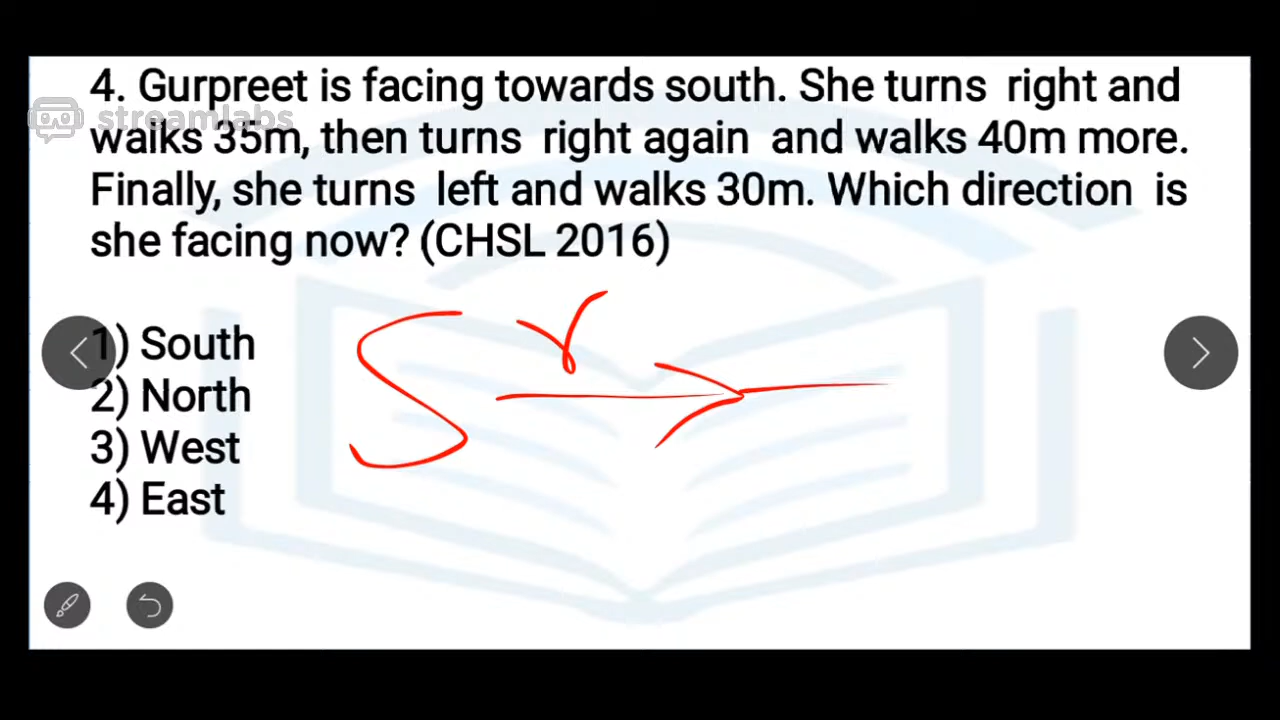 4. Gurpreet is facing towards south. She turns right and
streamlabs
walks 35m, then turns right again and walks 40m more.
Finally, she turns left and walks 30m. Which direction is
she facing now? (CHSL 2016)
1) South
2) North
3) West
4) East
S r